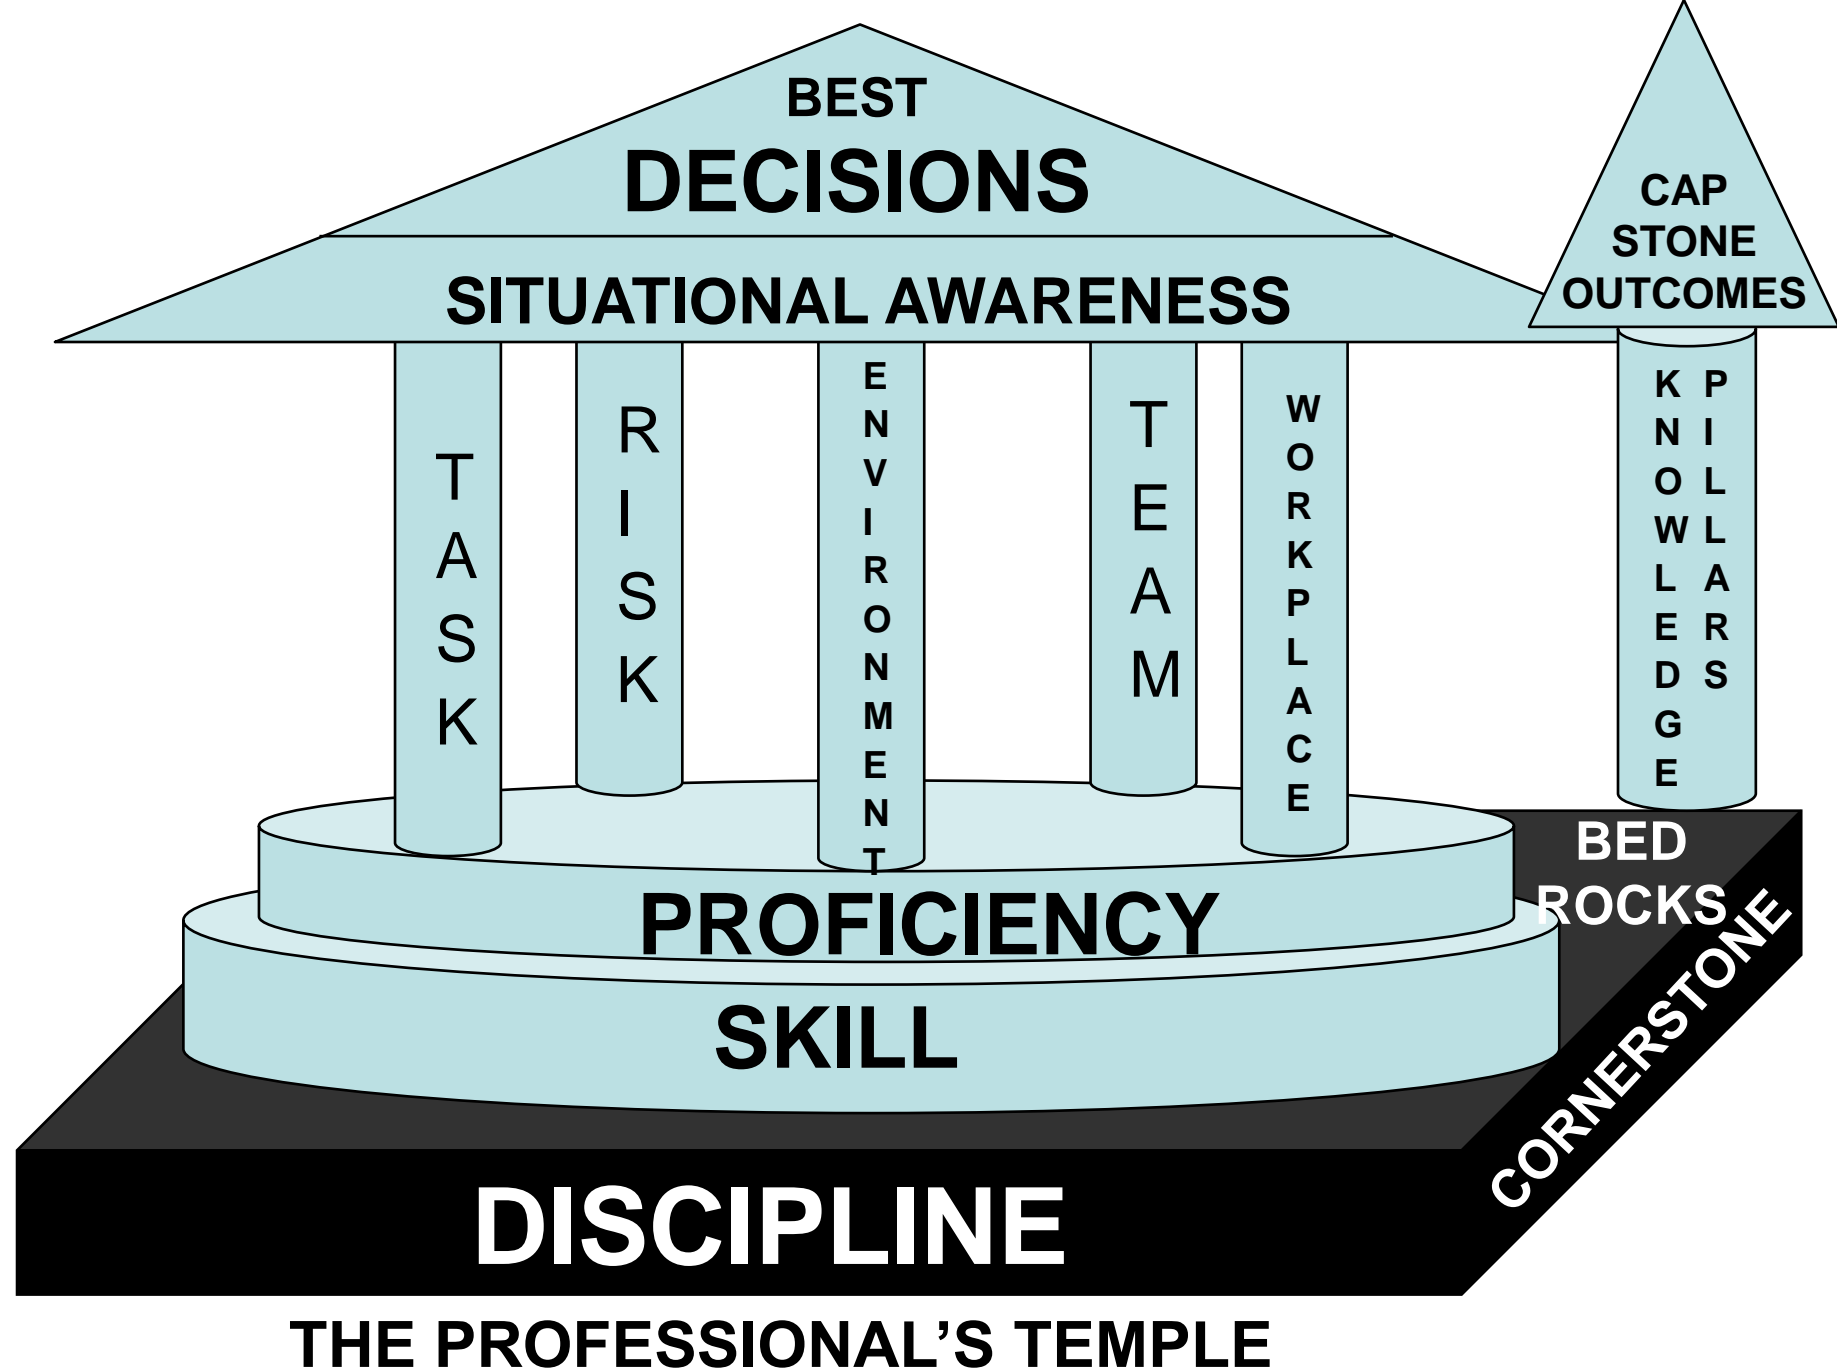 BEST
DECISIONS
SITUATIONAL AWARENESS
CAP
STONE
OUTCOMES
TASK
RISK
ENVIRONMENT
TEAM
WORKPLACE
KNOWLEDGE
PILLARS
BED
ROCKS
CORNERSTONE
PROFICIENCY
SKILL
DISCIPLINE
THE PROFESSIONAL’S TEMPLE